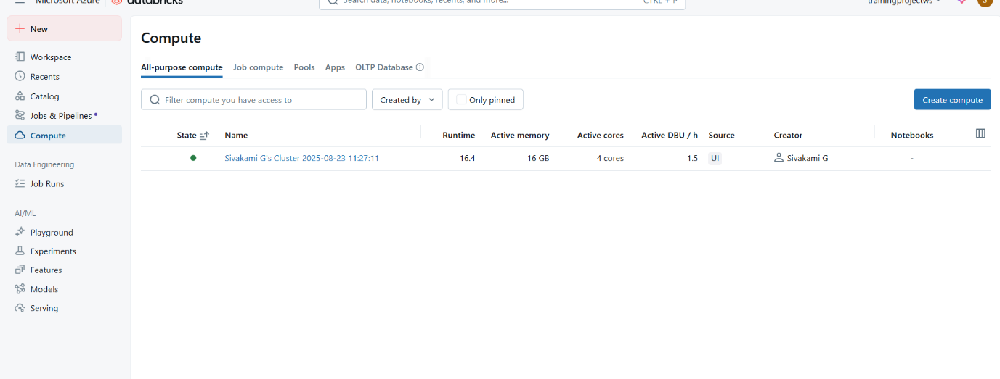 Microsoft Azure databricks Search data, notebooks, recents, and more... CTRL + P trainingprojectws
New
Workspace
Recents
Catalog
Jobs & Pipelines
Compute
Data Engineering
Job Runs
AI/ML
Playground
Experiments
Features
Models
Serving
Compute
All-purpose compute Job compute Pools Apps OLTP Database
Filter compute you have access to Created by Only pinned Create compute
State Name Runtime Active memory Active cores Active DBU / h Source Creator Notebooks
Sivakami G's Cluster 2025-08-23 11:27:11 16.4 16 GB 4 cores 1.5 UI Sivakami G -